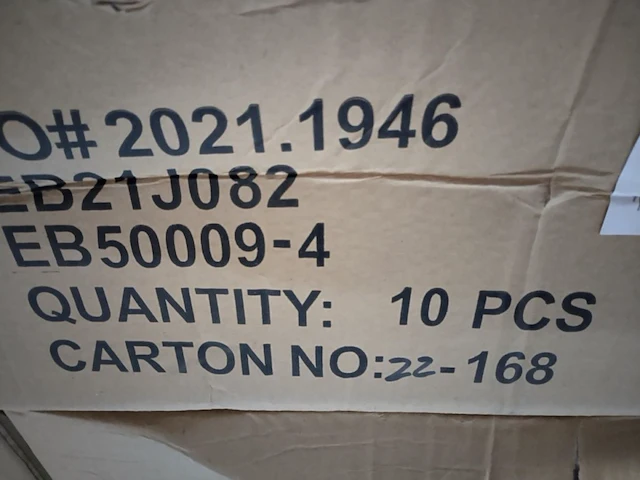 O# 2021.1946
EB21J082
EB50009-4
QUANTITY: 10 PCS
CARTON NO:22-168